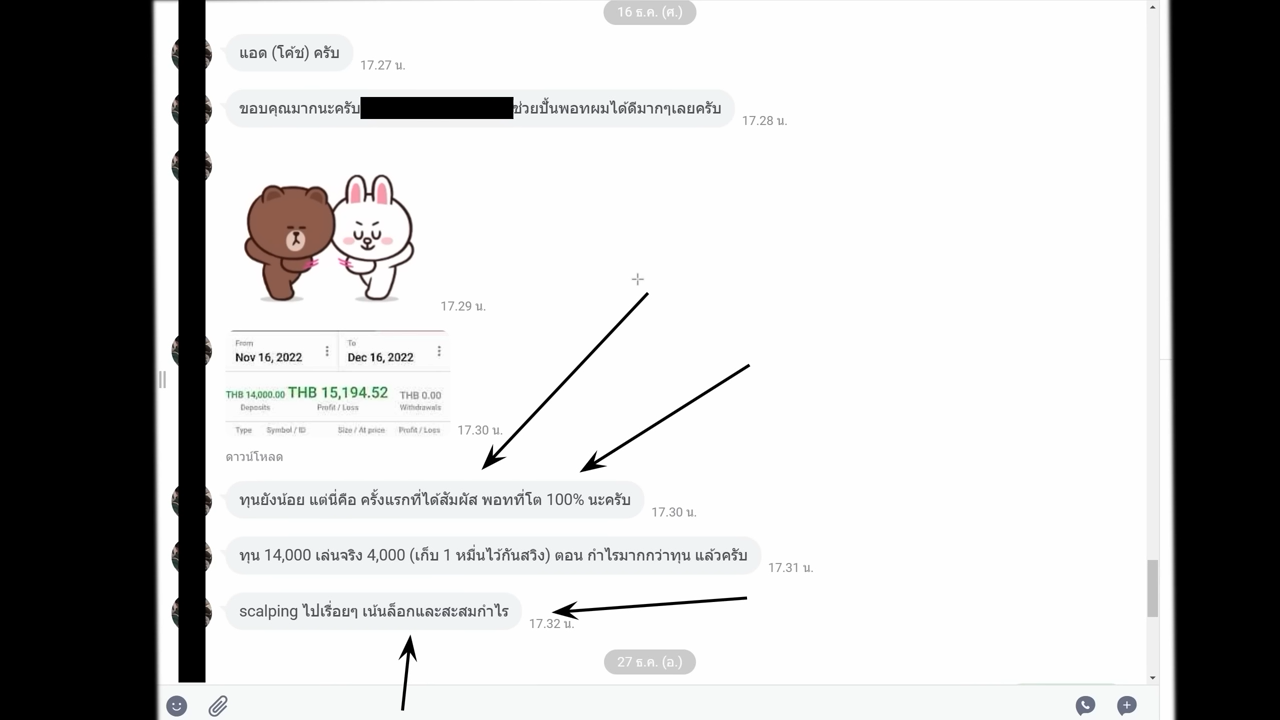 16 ธ.ค. (ศ.)
แอด (โค้ช) ครับ
17.27 น.
ขอบคุณมากนะครับ ช่วยปั้นพอทผมได้ดีมากๆเลยครับ
17.28 น.
17.29 น.
From To
Nov 16, 2022 Dec 16, 2022
THB 14,000.00 THB 15,194.52 THB 0.00
Deposits Profit / Loss Withdrawals
Type Symbol / ID Size / At price Profit / Loss
17.30 น.
ดาวน์โหลด
ทุนยังน้อย แต่นี่คือ ครั้งแรกที่ได้สัมผัส พอทที่โต 100% นะครับ
17.30 น.
ทุน 14,000 เล่นจริง 4,000 (เก็บ 1 หมื่นไว้กันสวิง) ตอน กำไรมากกว่าทุน แล้วครับ
17.31 น.
scalping ไปเรื่อยๆ เน้นล็อกและสะสมกำไร
17.32 น.
27 ธ.ค. (อ.)